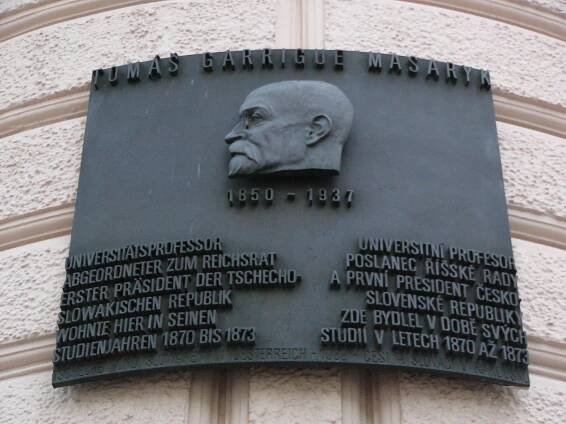 TOMÁŠ GARRIGUE MASARYK
1850 - 1937
UNIVERSITÄTSPROFESSOR
ABGEORDNETER ZUM REICHSRAT
ERSTER PRÄSIDENT DER TSCHECHO-
SLOWAKISCHEN REPUBLIK
WOHNTE HIER IN SEINEN
STUDIENJAHREN 1870 BIS 1873
UNIVERSITNÍ PROFESOR
POSLANEC ŘÍŠSKÉ RADY
A PRVNÍ PRESIDENT ČESKO-
SLOVENSKÉ REPUBLIKY
ZDE BYDLEL V DOBĚ SVÝCH
STUDIÍ V LETECH 1870 AŽ 1873
ÖSTERREICH -